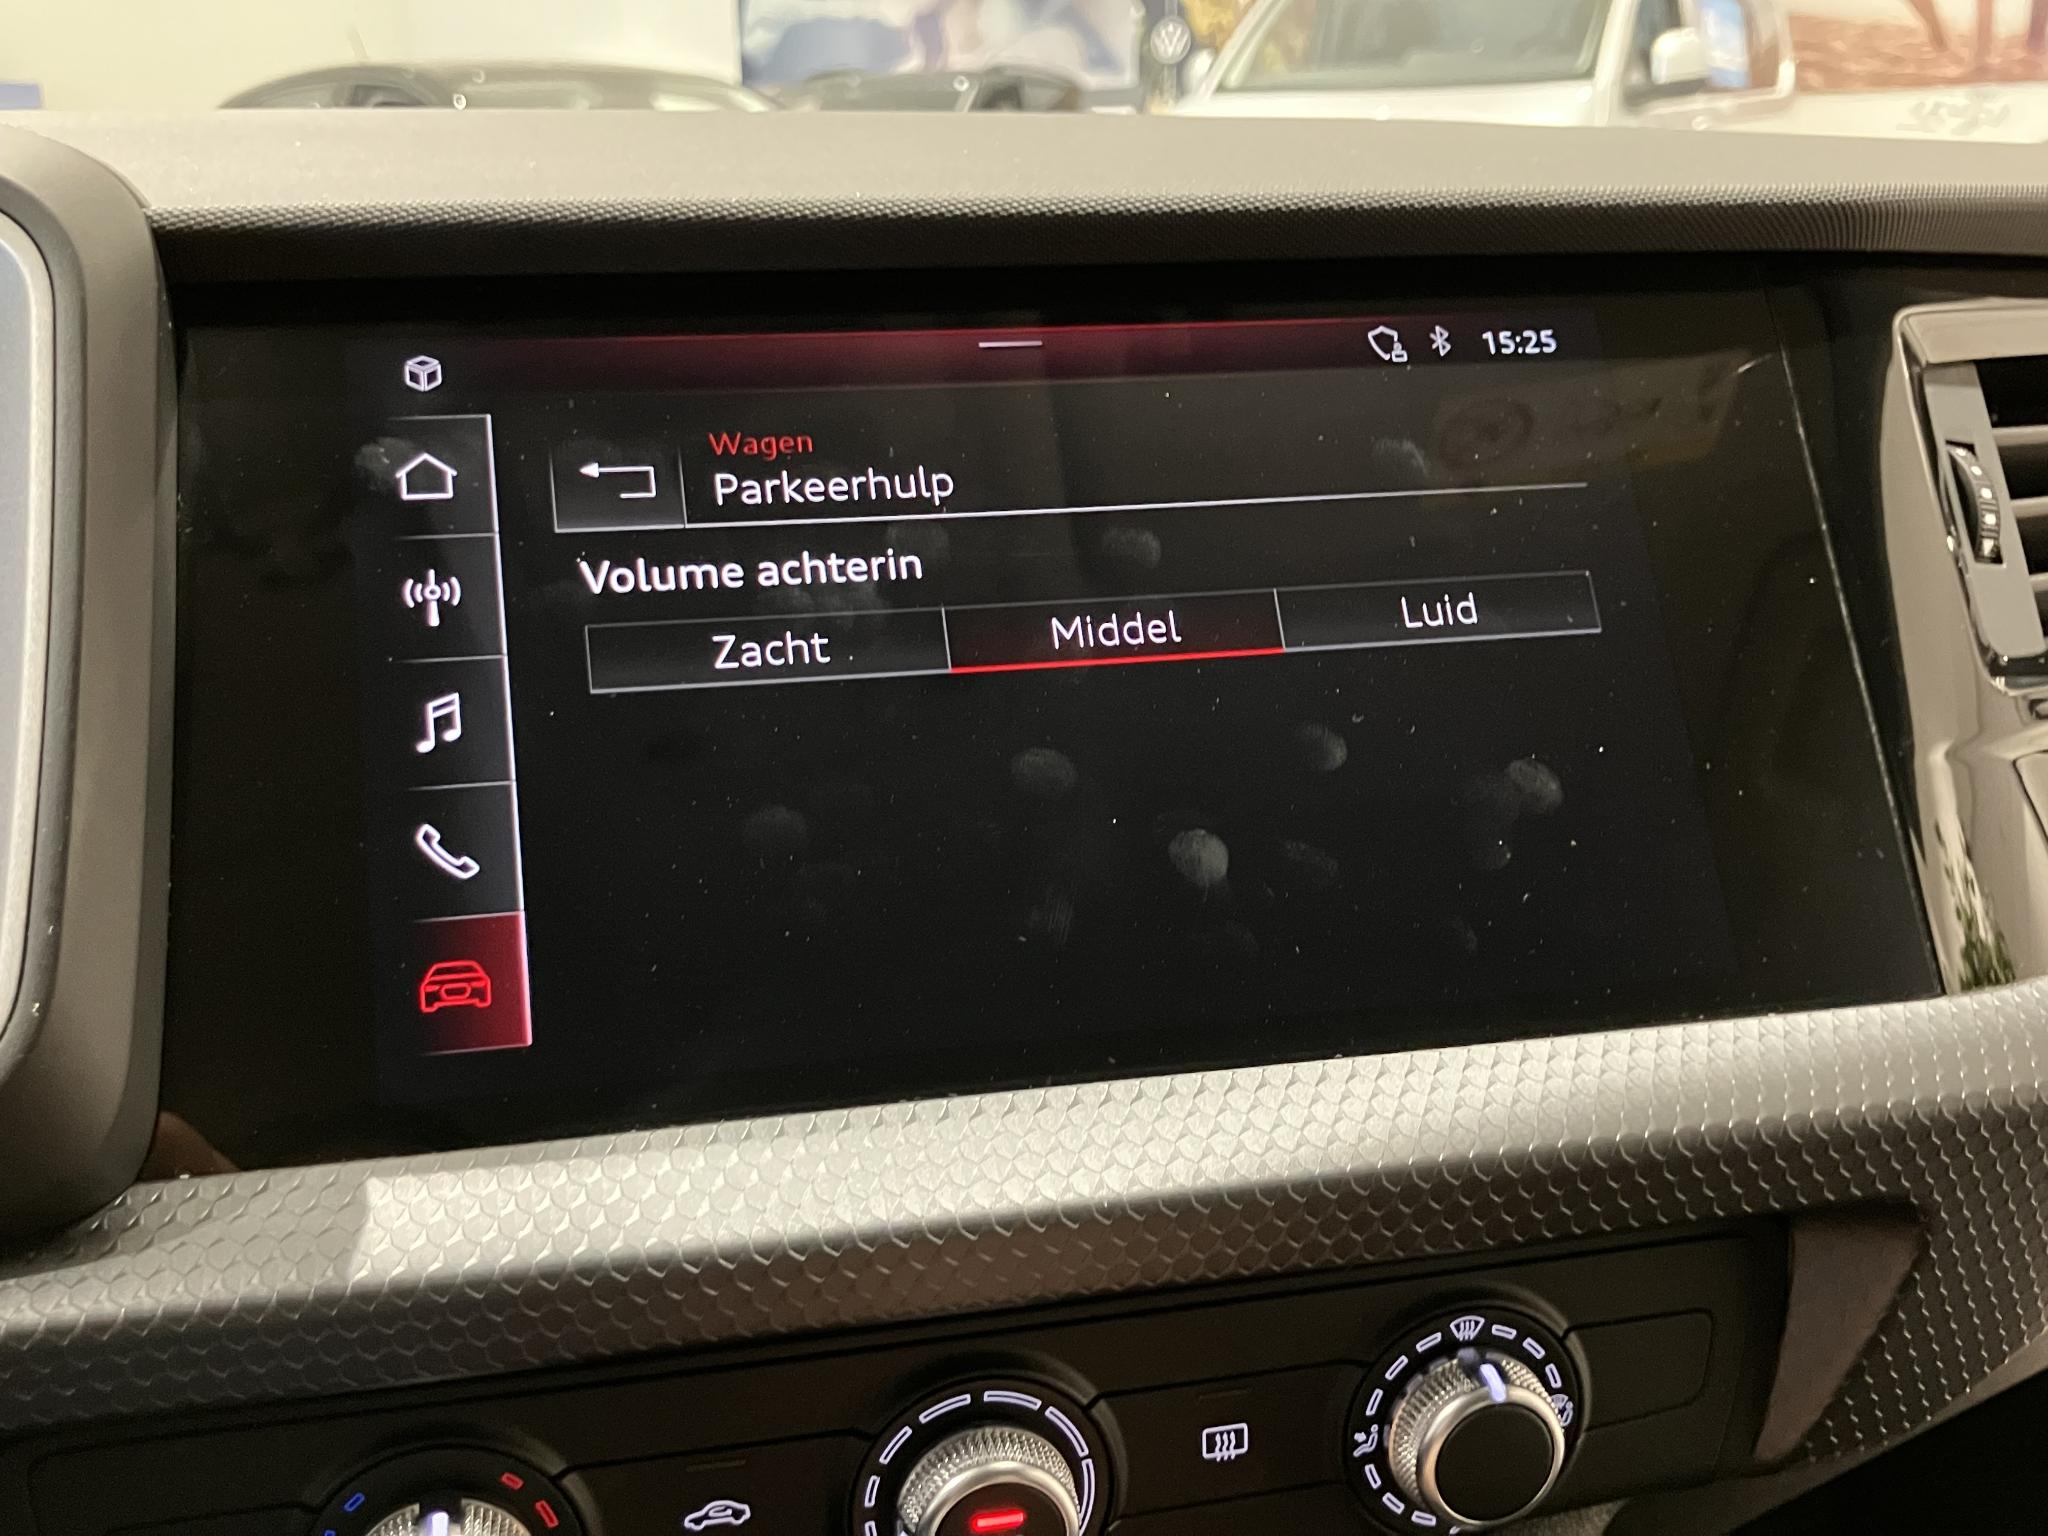 15:25
Wagen
Parkeerhulp
Volume achterin
Zacht
Middel
Luid